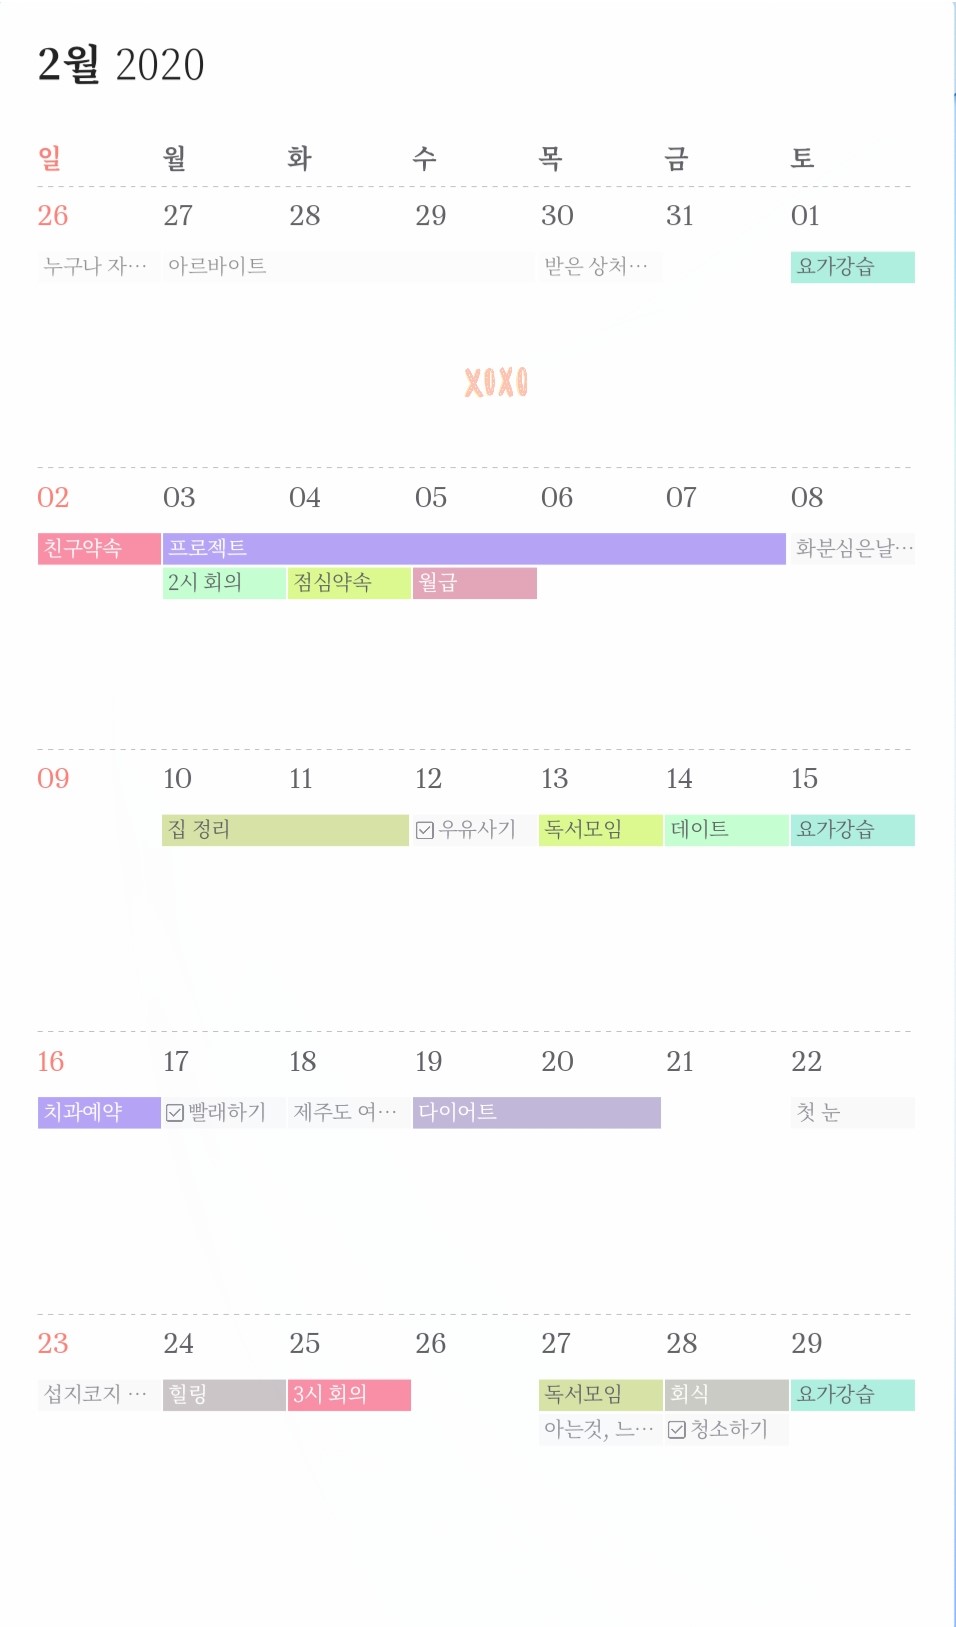 2월 2020
일 월 화 수 목 금 토
26 27 28 29 30 31 01
누구나 자… 아르바이트 받은 상처… 요가강습
XOXO
02 03 04 05 06 07 08
친구약속 프로젝트 화분심은날…
2시 회의 점심약속 월급
09 10 11 12 13 14 15
집 정리 우유사기 독서모임 데이트 요가강습
16 17 18 19 20 21 22
치과예약 빨래하기 제주도 여… 다이어트 첫 눈
23 24 25 26 27 28 29
섭지코지 … 힐링 3시 회의 독서모임 회식 요가강습
아는것, 느… 청소하기